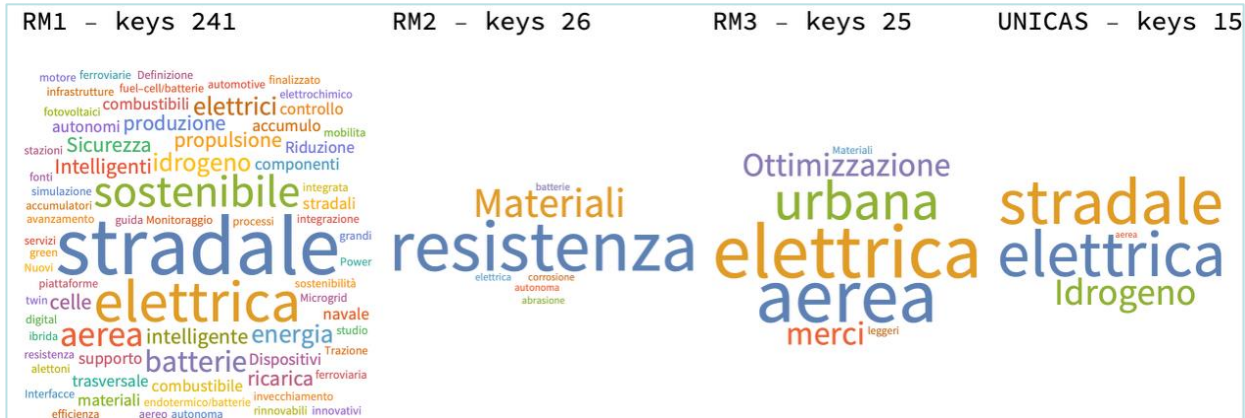 RM1 – keys 241
RM2 – keys 26
RM3 – keys 25
UNICAS – keys 15
motore ferroviarie Definizione
infrastrutture fuel-cell/batterie automotive finalizzato
elettrochimico
fotovoltaici combustibili elettrici controllo
autonomi produzione accumulo mobilita
stazioni Sicurezza propulsione Riduzione
fonti Intelligenti idrogeno componenti
simulazione sostenibile integrata
accumulatori stradali
avanzamento guida Monitoraggio processi integrazione
servizi stradale grandi
green
Nuovi Power
piattaforme sostenibilità
twin celle elettrica Microgrid
digital navale
ibrida aerea intelligente energia studio
resistenza supporto batterie Dispositivi Trazione
alettoni
trasversale combustibile ricarica ferroviaria
Interfacce materiali endotermico/batterie invecchiamento
efficienza aereo autonoma rinnovabili innovativi
batterie
Materiali
resistenza
elettrica corrosione
autonoma
abrasione
Materiali
Ottimizzazione
urbana
elettrica
aerea
merci leggeri
stradale
aerea
elettrica
Idrogeno